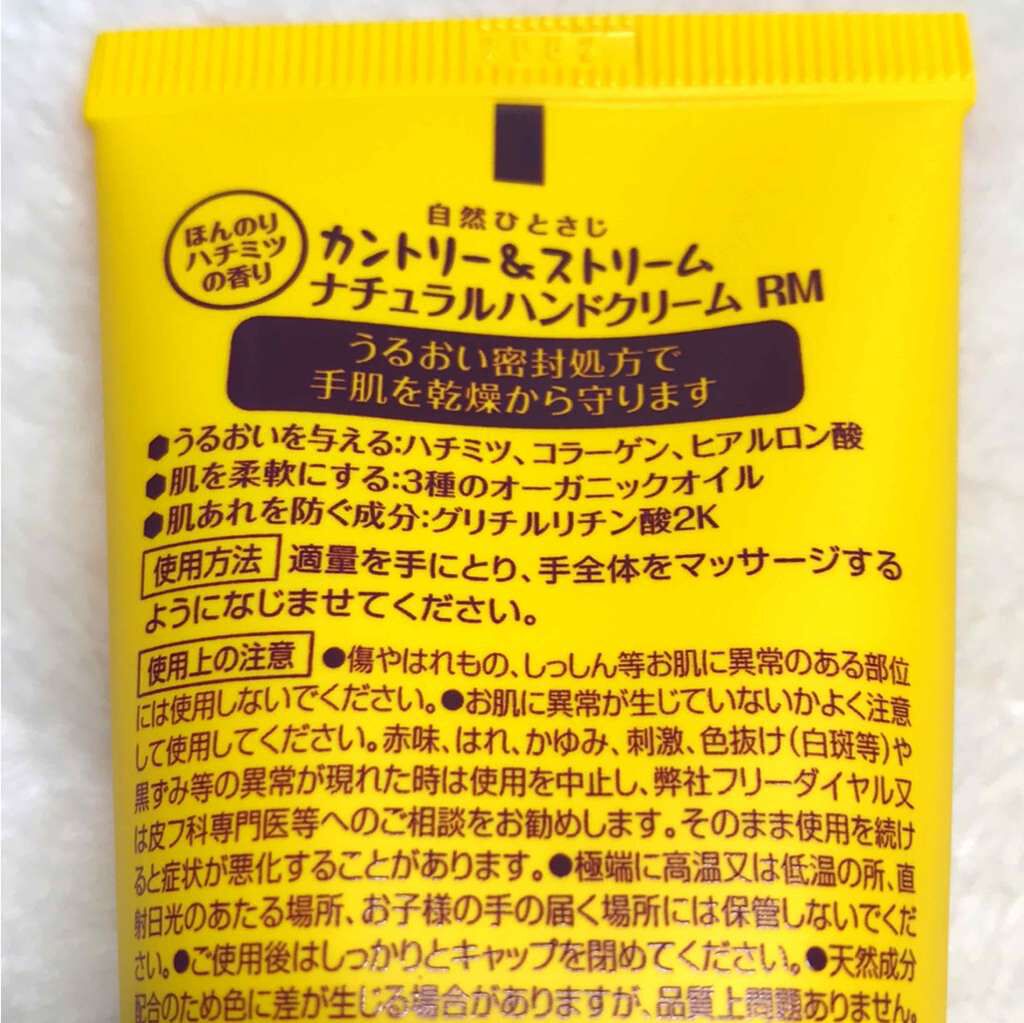 ほんのり
ハチミツ
の香り
自然ひとさじ
カントリー&ストリーム
ナチュラルハンドクリーム RM
うるおい密封処方で
手肌を乾燥から守ります
●うるおいを与える:ハチミツ、コラーゲン、ヒアルロン酸
●肌を柔軟にする:3種のオーガニックオイル
●肌あれを防ぐ成分:グリチルリチン酸2K
使用方法 適量を手にとり、手全体をマッサージする
ようになじませてください。
使用上の注意 ●傷やはれもの、しっしん等お肌に異常のある部位
には使用しないでください。●お肌に異常が生じていないかよく注意
して使用してください。赤味、はれ、かゆみ、刺激、色抜け(白斑等)や
黒ずみ等の異常が現れた時は使用を中止し、弊社フリーダイヤル又
は皮フ科専門医等へのご相談をお勧めします。そのまま使用を続け
ると症状が悪化することがあります。●極端に高温又は低温の所、直
射日光のあたる場所、お子様の手の届く場所には保管しないでくだ
さい。●ご使用後はしっかりとキャップを閉めてください。●天然成分
配合のため色に差が生じる場合がありますが、品質上問題ありません。